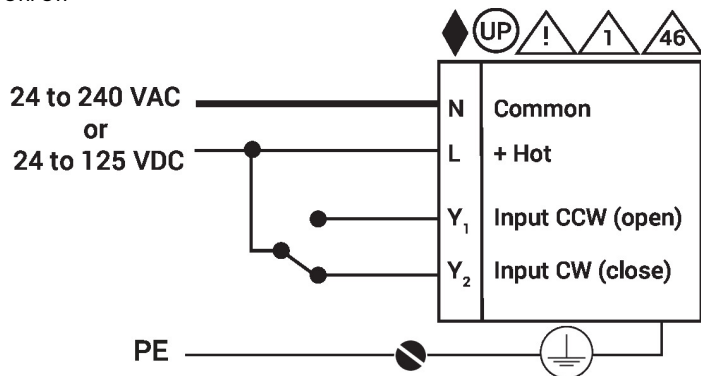 UP ! 1 46
24 to 240 VAC
or
24 to 125 VDC
N Common
L + Hot
Y1 Input CCW (open)
Y2 Input CW (close)
PE